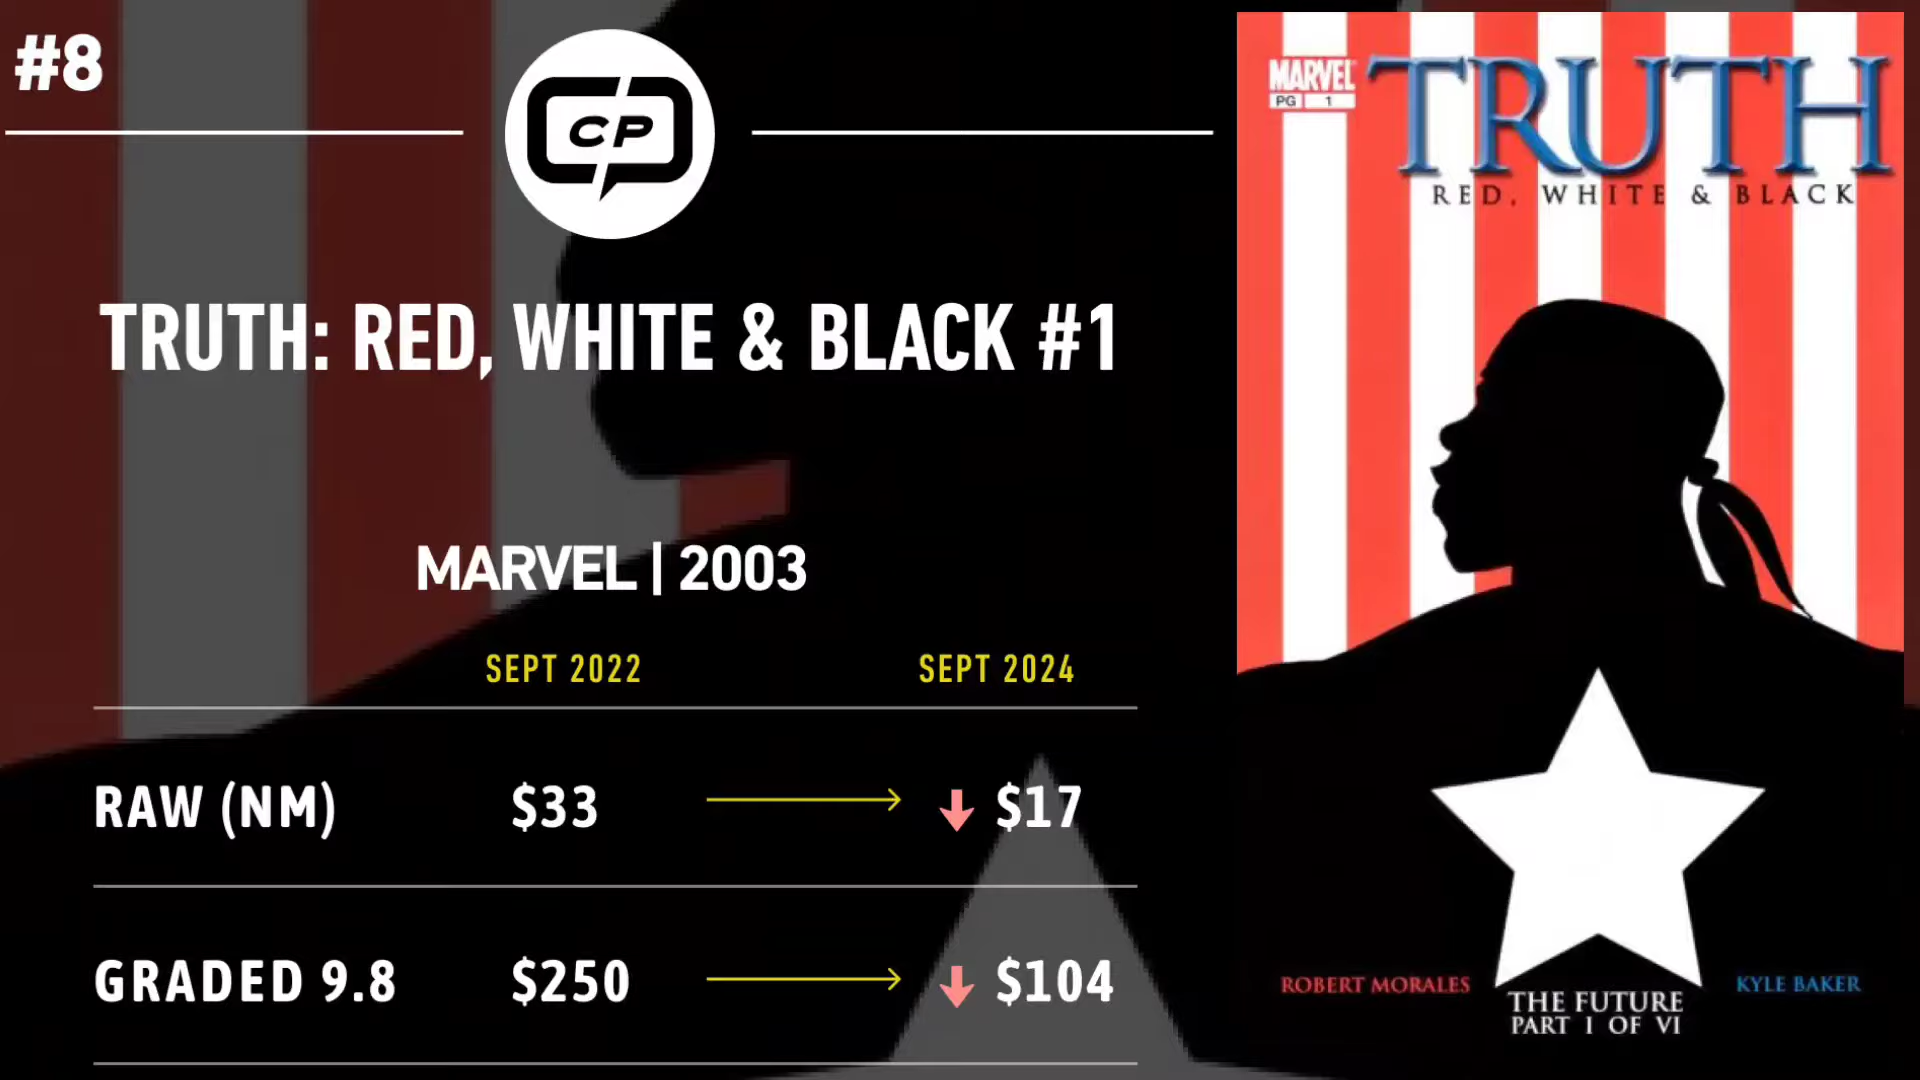 #8
CP
TRUTH: RED, WHITE & BLACK #1
MARVEL | 2003
SEPT 2022 SEPT 2024
RAW (NM) $33 $17
GRADED 9.8 $250 $104
MARVEL
PG 1
TRUTH
RED, WHITE & BLACK
ROBERT MORALES
KYLE BAKER
THE FUTURE
PART I OF VI